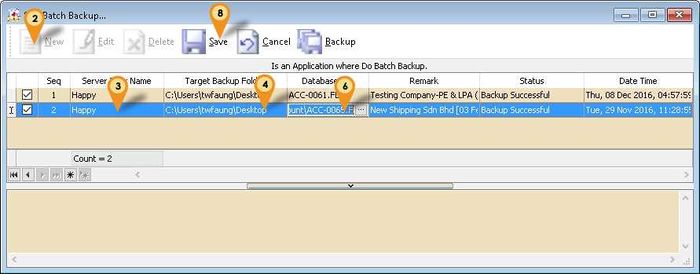 Batch Backup...
2
8
New Edit Delete Save Cancel Backup
Is an Application where Do Batch Backup.
Seq Server Name Target Backup Fold Database Remark Status Date Time
3 4 6
1 Happy C:\Users\twfaung\Desktop ACC-0061.F Testing Company-PE & LPA ( Backup Successful Thu, 08 Dec 2016, 04:57:59
2 Happy C:\Users\twfaung\Desktop ount\ACC-0065.F ... New Shipping Sdn Bhd [03 Fe Backup Successful Tue, 29 Nov 2016, 11:28:55
Count = 2